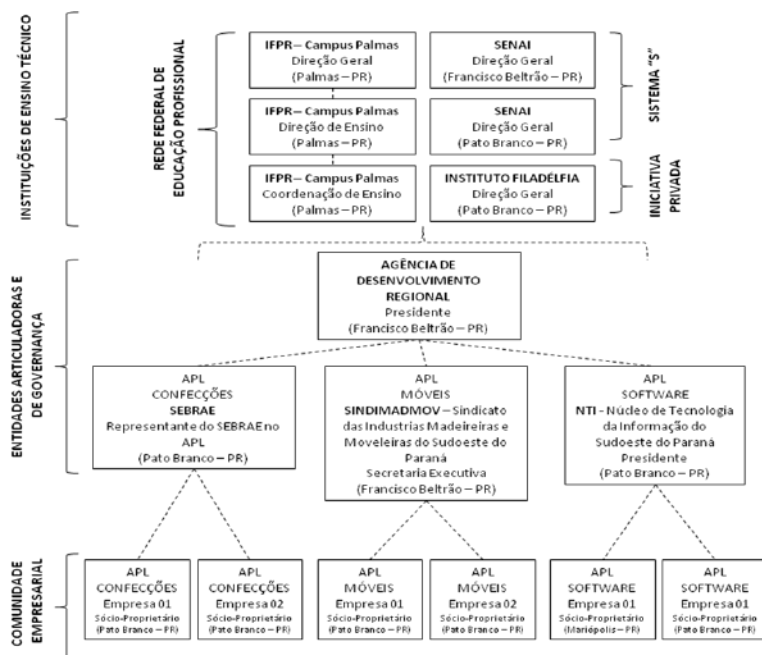 INSTITUIÇÕES DE ENSINO TÉCNICO
REDE FEDERAL DE
EDUCAÇÃO PROFISSIONAL
IFPR – Campus Palmas
Direção Geral
(Palmas – PR)
SENAI
Direção Geral
(Francisco Beltrão – PR)
IFPR – Campus Palmas
Direção de Ensino
(Palmas – PR)
SENAI
Direção Geral
(Pato Branco – PR)
SISTEMA "S"
IFPR – Campus Palmas
Coordenação de Ensino
(Palmas – PR)
INSTITUTO FILADÉLFIA
Direção Geral
(Pato Branco – PR)
INICIATIVA
PRIVADA
ENTIDADES ARTICULADORAS E
DE GOVERNANÇA
AGÊNCIA DE
DESENVOLVIMENTO
REGIONAL
Presidente
(Francisco Beltrão – PR)
APL
CONFECÇÕES
SEBRAE
Representante do SEBRAE no
APL
(Pato Branco – PR)
APL
MÓVEIS
SINDIMADMOV – Sindicato
das Industrias Madeireiras e
Moveleiras do Sudoeste do
Paraná
Secretaria Executiva
(Francisco Beltrão – PR)
APL
SOFTWARE
NTI - Núcleo de Tecnologia
da Informação do
Sudoeste do Paraná
Presidente
(Pato Branco – PR)
COMUNIDADE
EMPRESARIAL
APL
CONFECÇÕES
Empresa 01
Sócio-Proprietário
(Pato Branco – PR)
APL
CONFECÇÕES
Empresa 02
Sócio-Proprietário
(Pato Branco – PR)
APL
MÓVEIS
Empresa 01
Sócio-Proprietário
(Pato Branco – PR)
APL
MÓVEIS
Empresa 02
Sócio-Proprietário
(Pato Branco – PR)
APL
SOFTWARE
Empresa 01
Sócio-Proprietário
(Mariópolis – PR)
APL
SOFTWARE
Empresa 01
Sócio-Proprietário
(Pato Branco – PR)